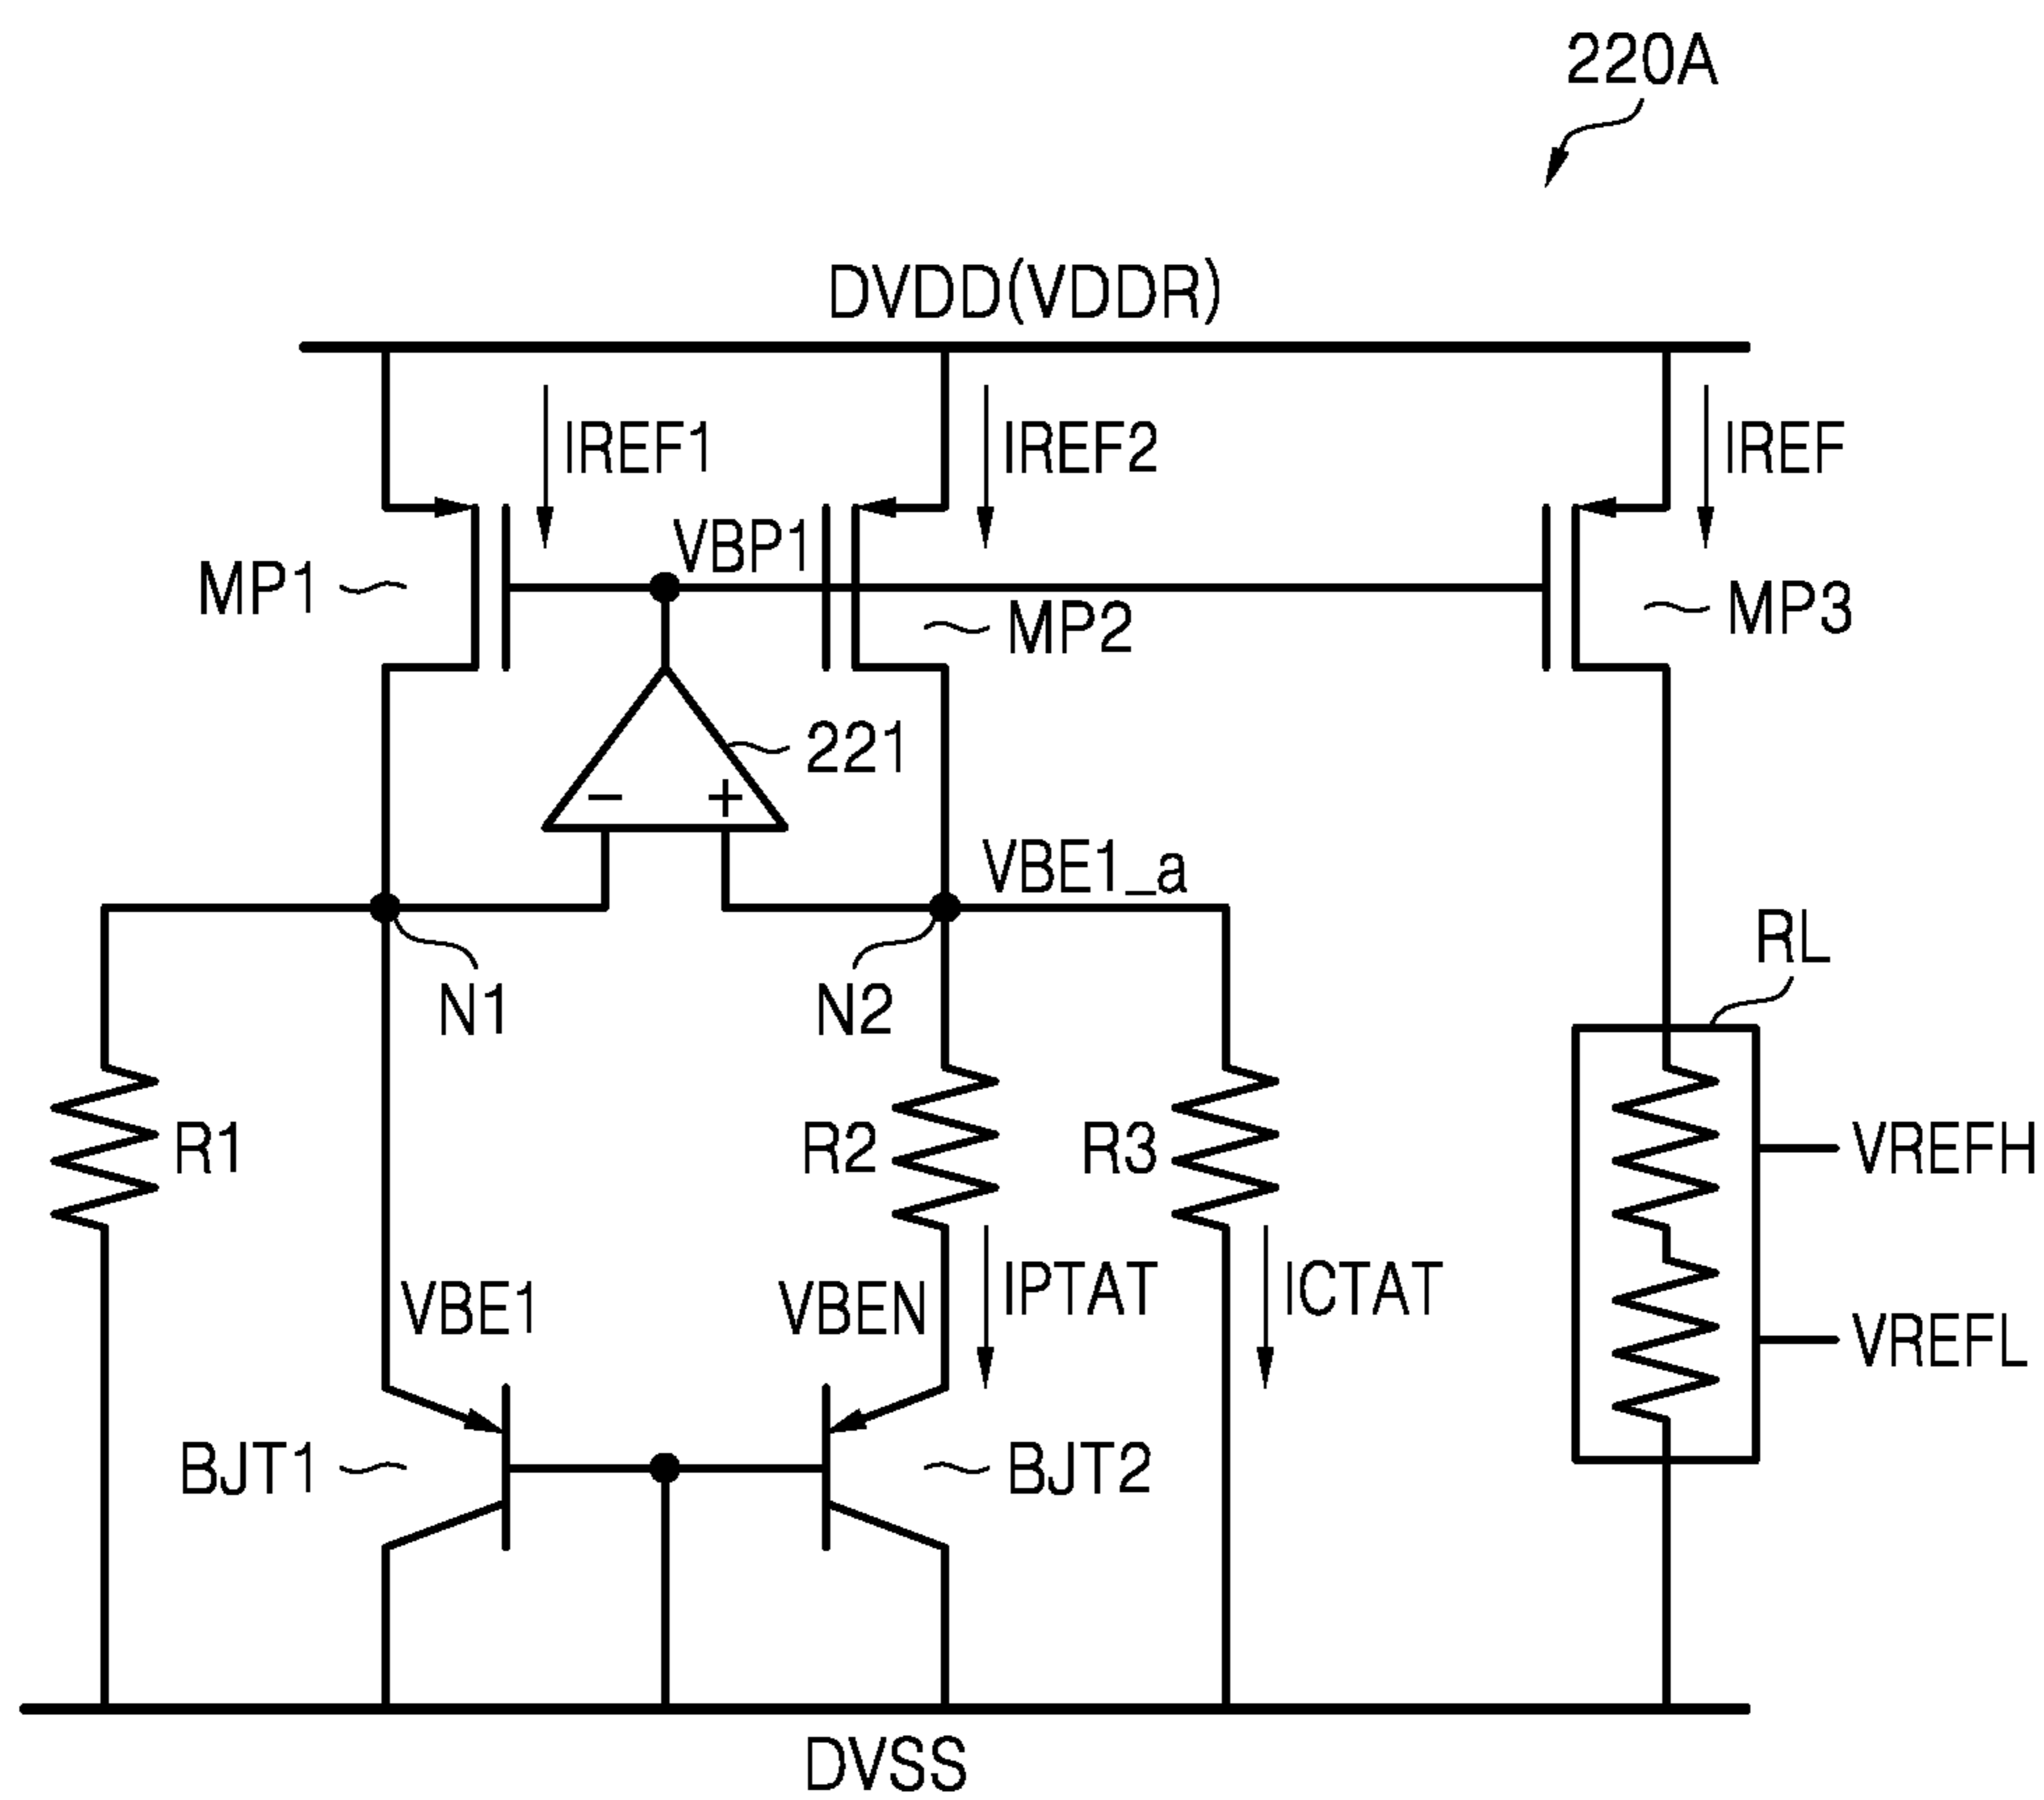 220A
DVDD(VDDR)
IREF1
IREF2
IREF
VBP1
MP1
MP2
MP3
221
−
+
VBE1_a
N1
N2
RL
R1
R2
R3
VREFH
VREFL
VBE1
VBEN
IPTAT
ICTAT
BJT1
BJT2
DVSS